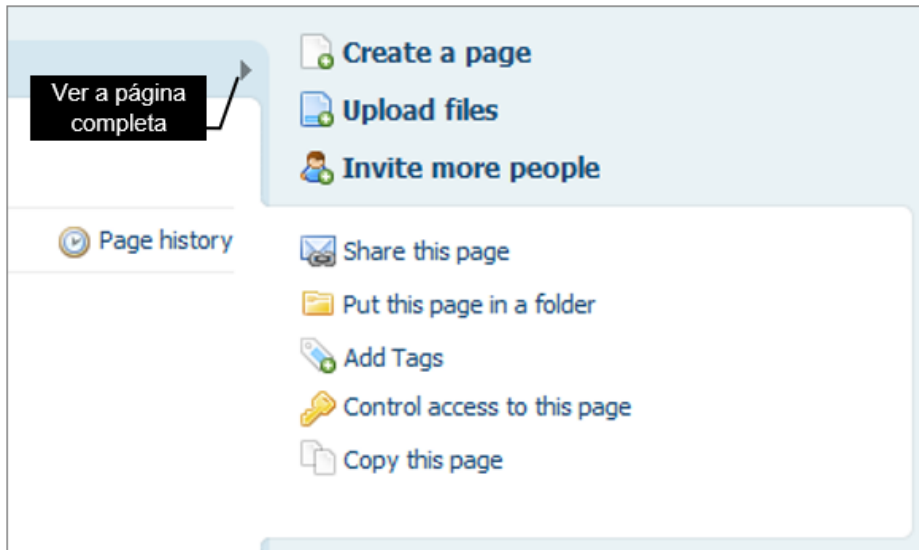 Create a page
Ver a página
completa
Upload files
Invite more people
Page history
Share this page
Put this page in a folder
Add Tags
Control access to this page
Copy this page